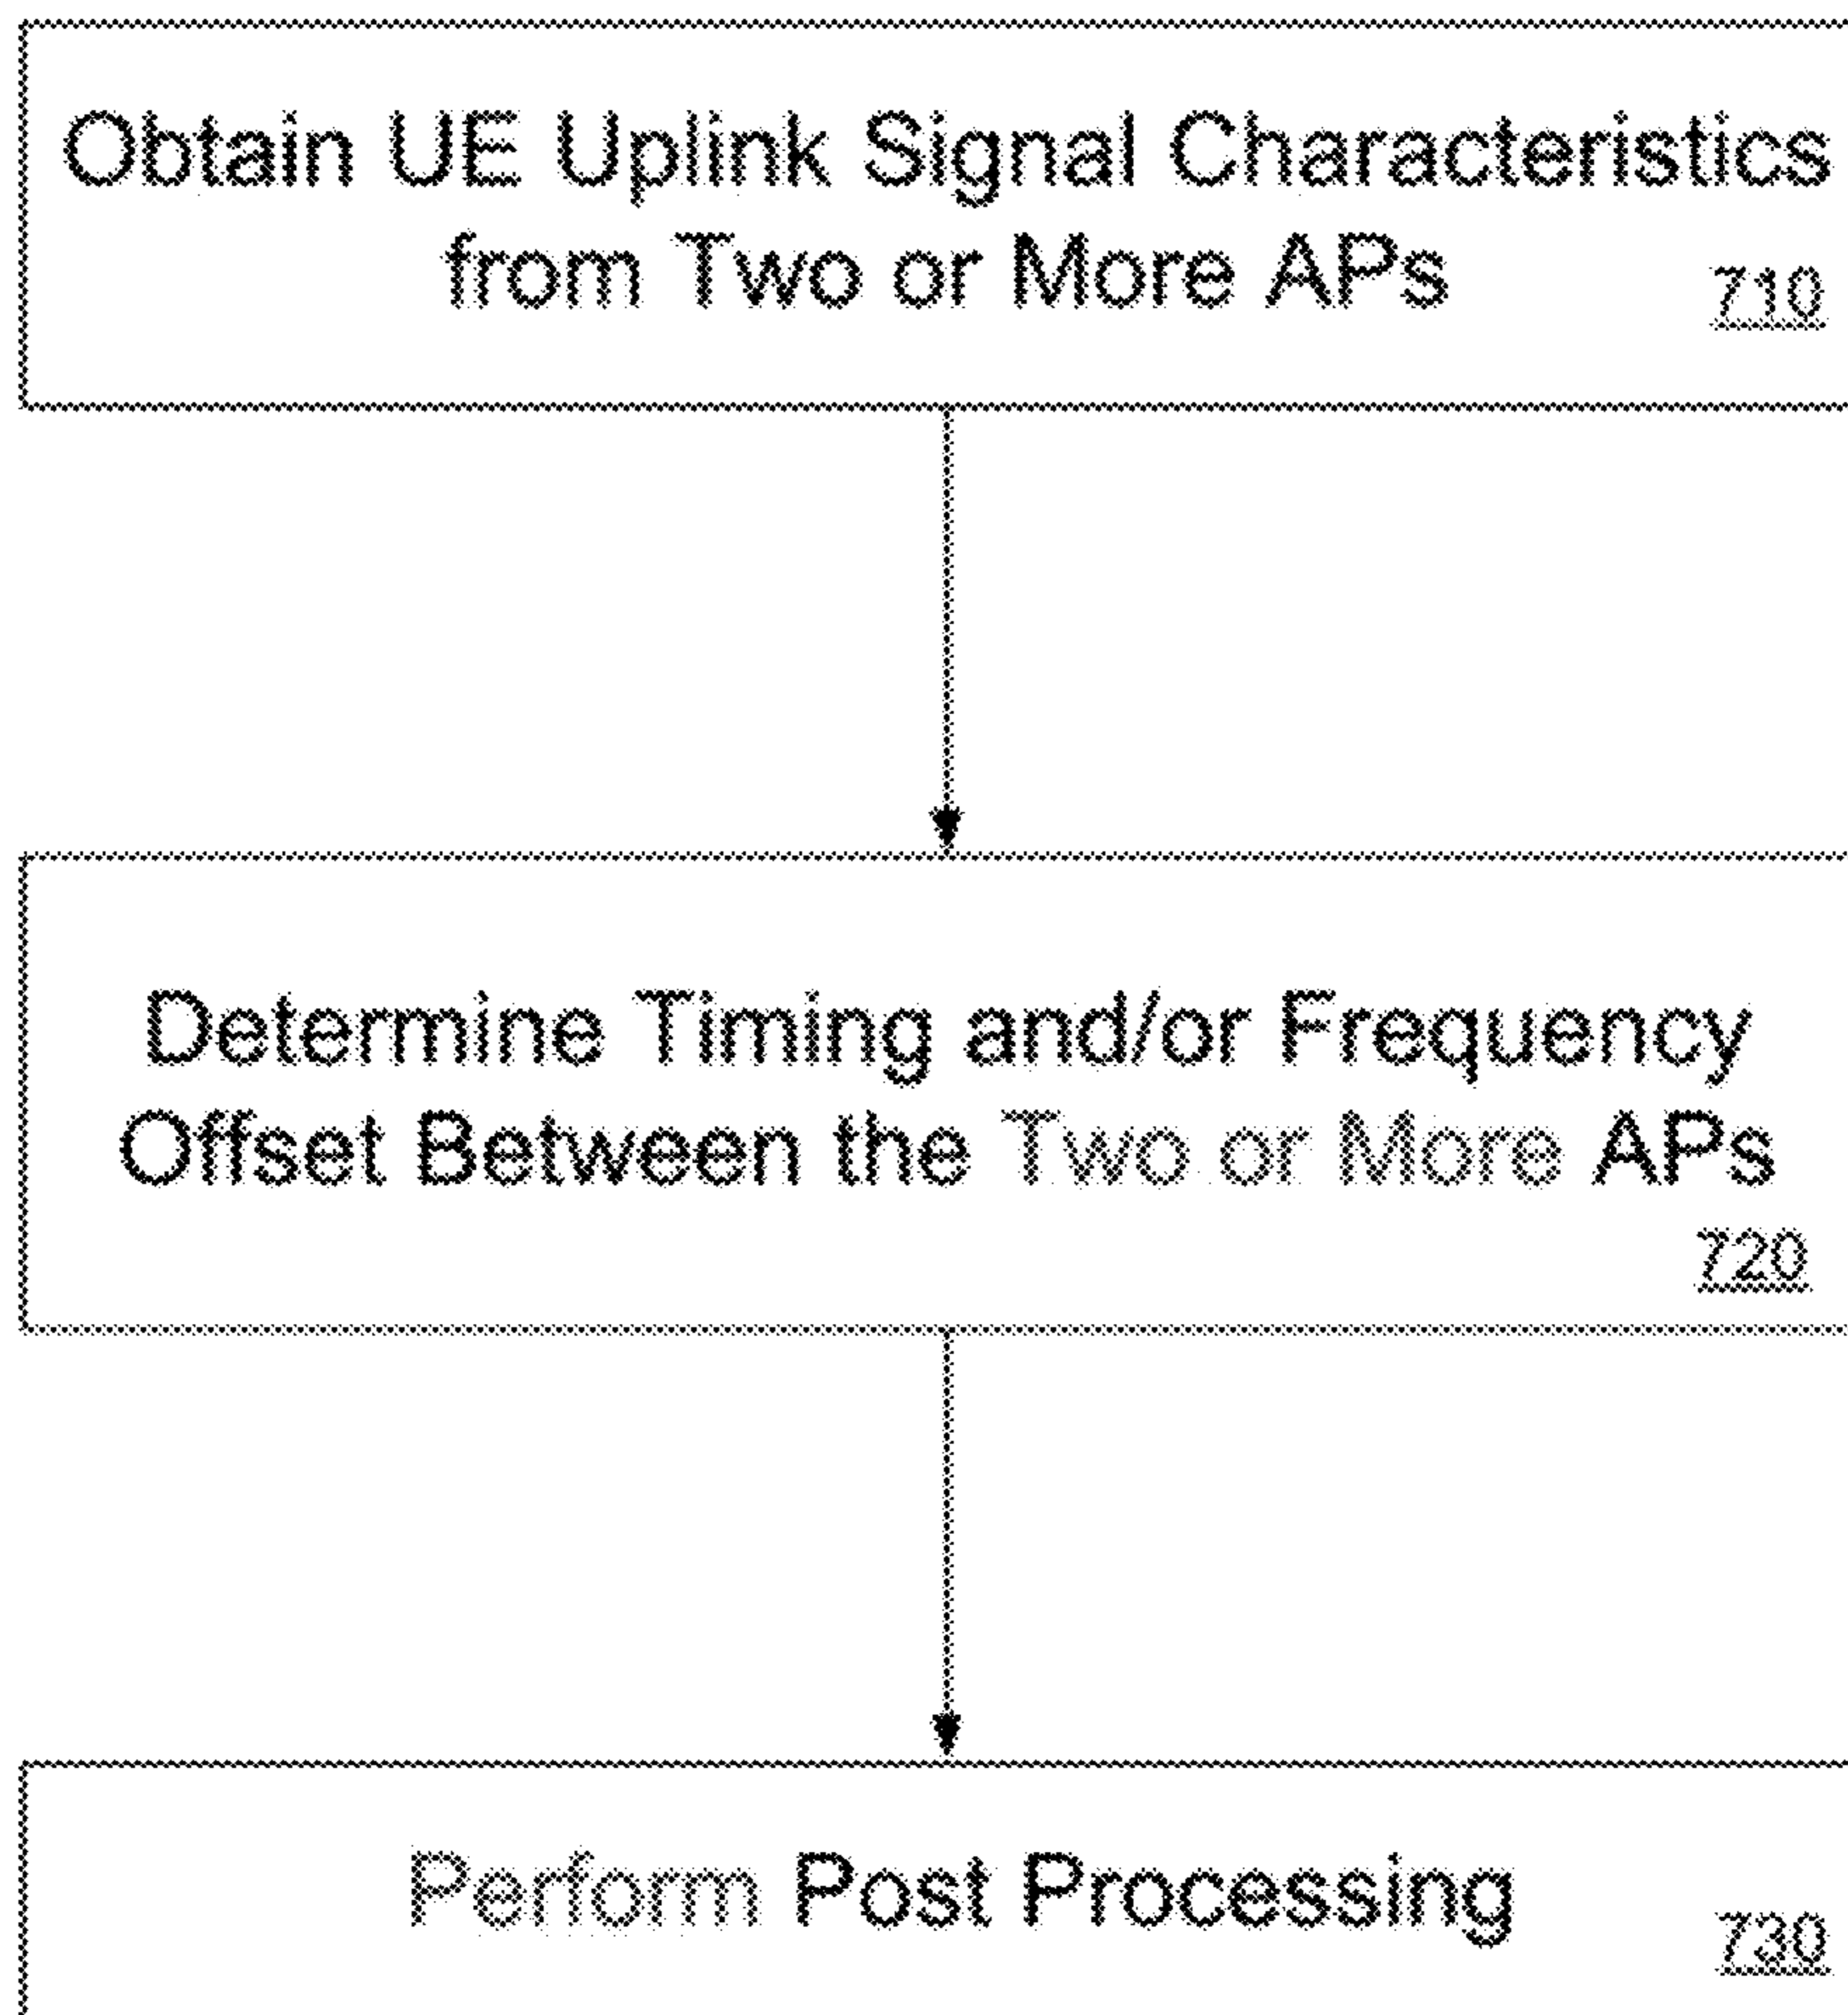 Obtain UE Uplink Signal Characteristics
from Two or More APs
710
Determine Timing and/or Frequency
Offset Between the Two or More APs
720
Perform Post Processing
730